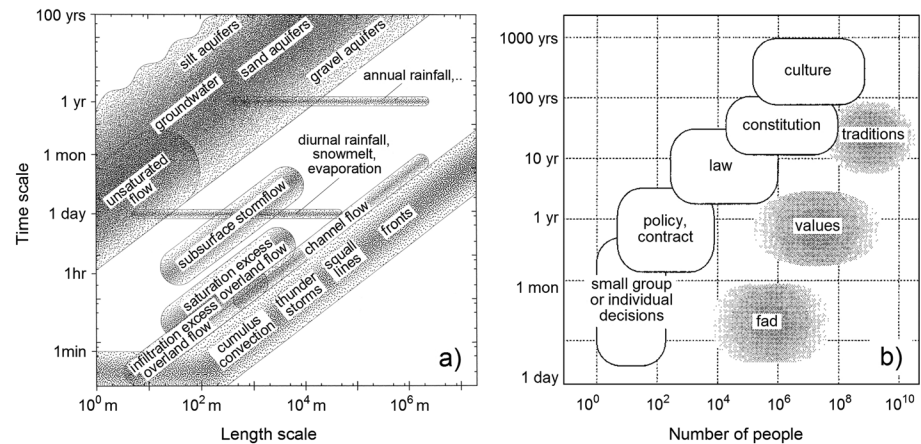 100 yrs
1 yr
1 mon
1 day
1hr
1min
Time scale
silt aquifers
sand aquifers
gravel aquifers
groundwater
annual rainfall,..
diurnal rainfall,
snowmelt,
evaporation
unsaturated
flow
subsurface stormflow
channel flow
saturation excess
overland flow
infiltration excess
overland flow
cumulus
convection
thunder
storms
squall
lines
fronts
a)
10⁰ m
10² m
10⁴ m
10⁶ m
Length scale
1000 yrs
100 yrs
10 yr
1 yr
1 mon
1 day
culture
constitution
traditions
law
policy,
contract
values
small group
or individual
decisions
fad
b)
10⁰
10²
10⁴
10⁶
10⁸
10¹⁰
Number of people